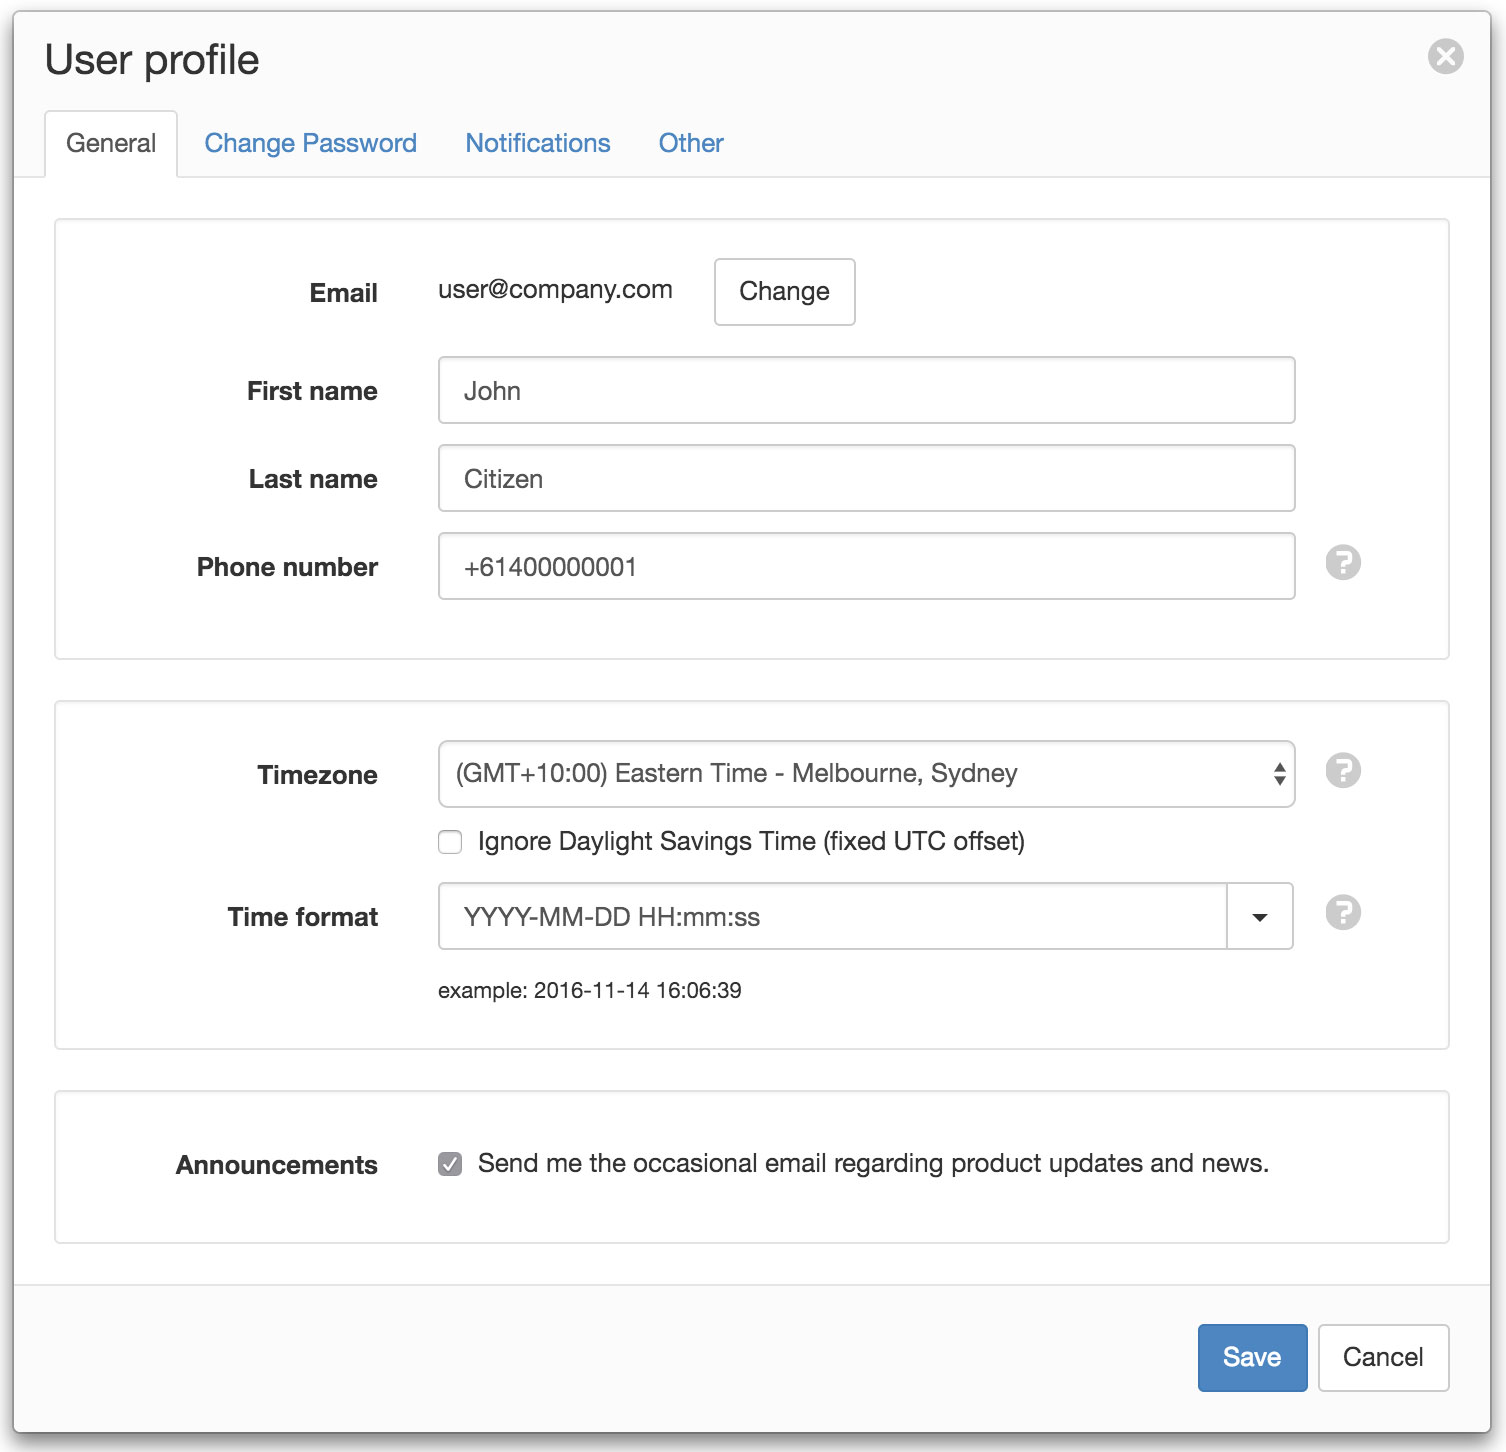 User profile
General Change Password Notifications Other
Email user@company.com Change
First name John
Last name Citizen
Phone number +61400000001 ?
Timezone (GMT+10:00) Eastern Time - Melbourne, Sydney ?
Ignore Daylight Savings Time (fixed UTC offset)
Time format YYYY-MM-DD HH:mm:ss ?
example: 2016-11-14 16:06:39
Announcements Send me the occasional email regarding product updates and news.
Save Cancel